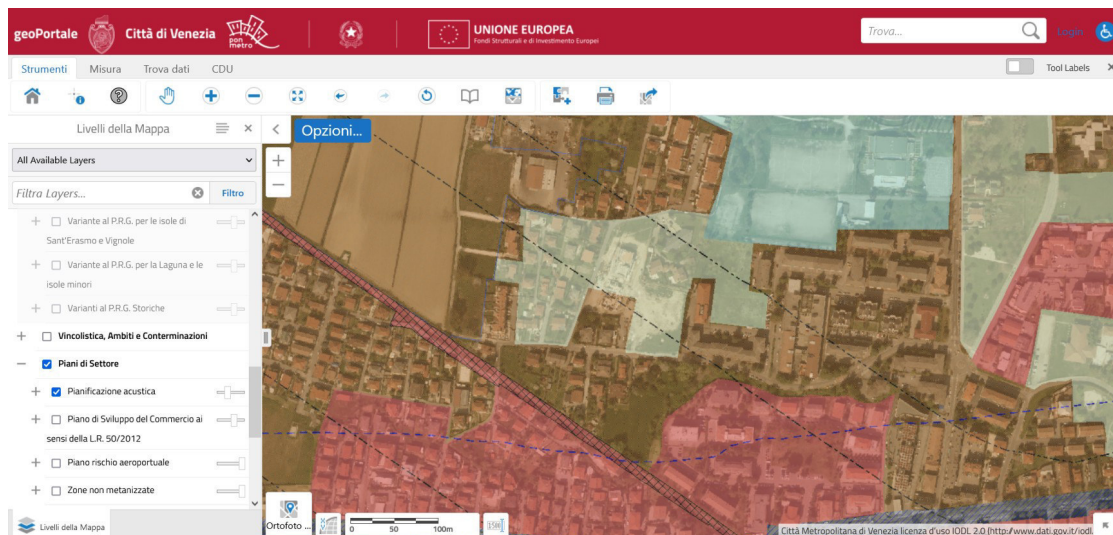 geoPortale Città di Venezia pon metro UNIONE EUROPEA
Fondi Strutturali e di Investimento Europei
Trova... Login
Strumenti Misura Trova dati CDU Tool Labels
Livelli della Mappa
Opzioni...
All Available Layers
Filtra Layers... Filtro
Variante al P.R.G. per le isole di
Sant'Erasmo e Vignole
Variante al P.R.G. per la Laguna e le
isole minori
Varianti al P.R.G. Storiche
Vincolistica, Ambiti e Conterminazioni
Piani di Settore
Pianificazione acustica
Piano di Sviluppo del Commercio ai
sensi della L.R. 50/2012
Piano rischio aeroportuale
Zone non metanizzate
Livelli della Mappa
Ortofoto ...
0 50 100m
Città Metropolitana di Venezia licenza d'uso IODL 2.0 (http://www.dati.gov.it/iodl